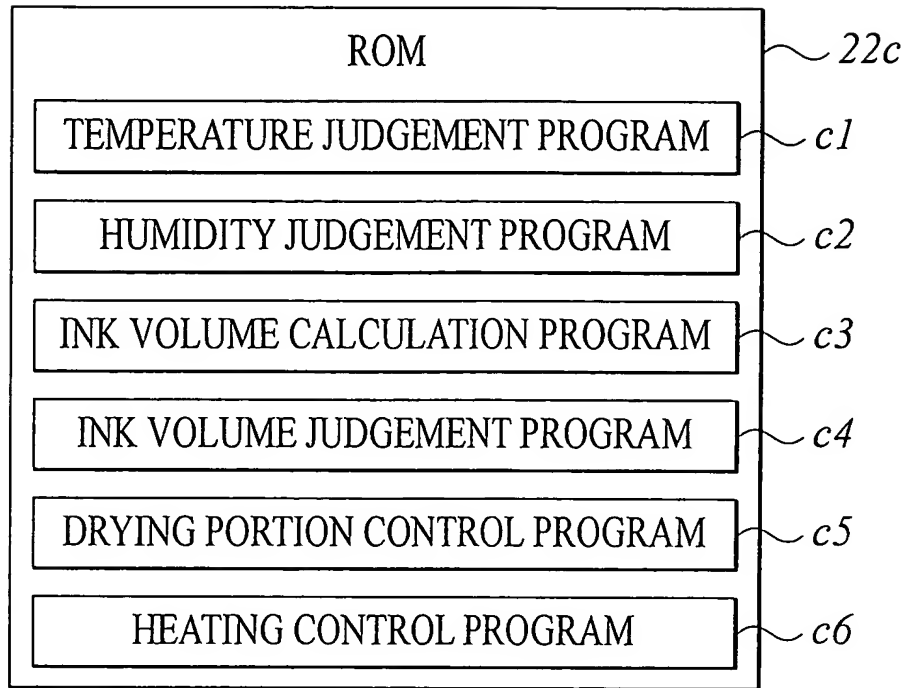 ROM 22c
TEMPERATURE JUDGEMENT PROGRAM c1
HUMIDITY JUDGEMENT PROGRAM c2
INK VOLUME CALCULATION PROGRAM c3
INK VOLUME JUDGEMENT PROGRAM c4
DRYING PORTION CONTROL PROGRAM c5
HEATING CONTROL PROGRAM c6